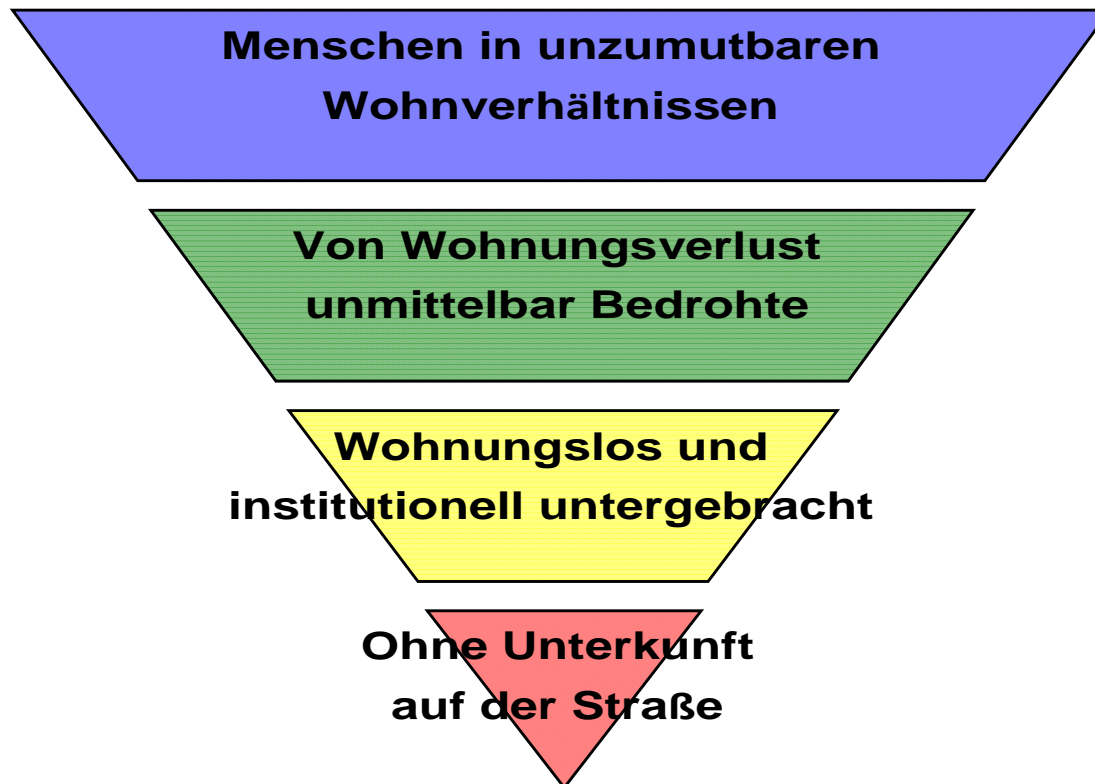 Menschen in unzumutbaren
Wohnverhältnissen
Von Wohnungsverlust
unmittelbar Bedrohte
Wohnungslos und
institutionell untergebracht
Ohne Unterkunft
auf der Straße